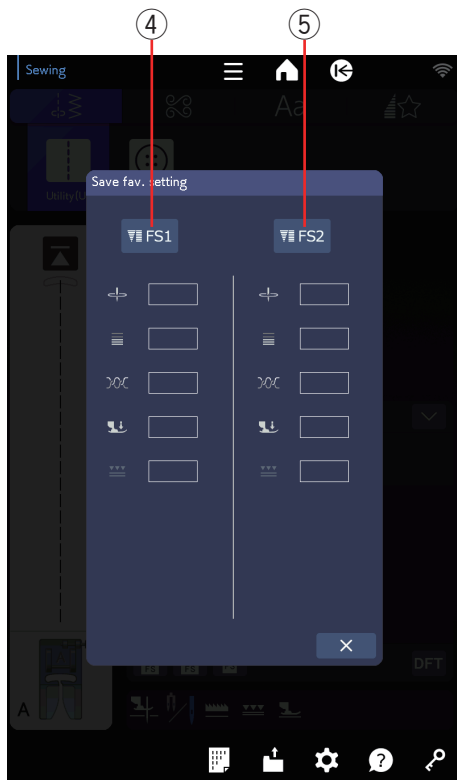 ④ ⑤
Sewing
Aa
Utility [U
Save fav. setting
FS1 FS2
DFT
A
?